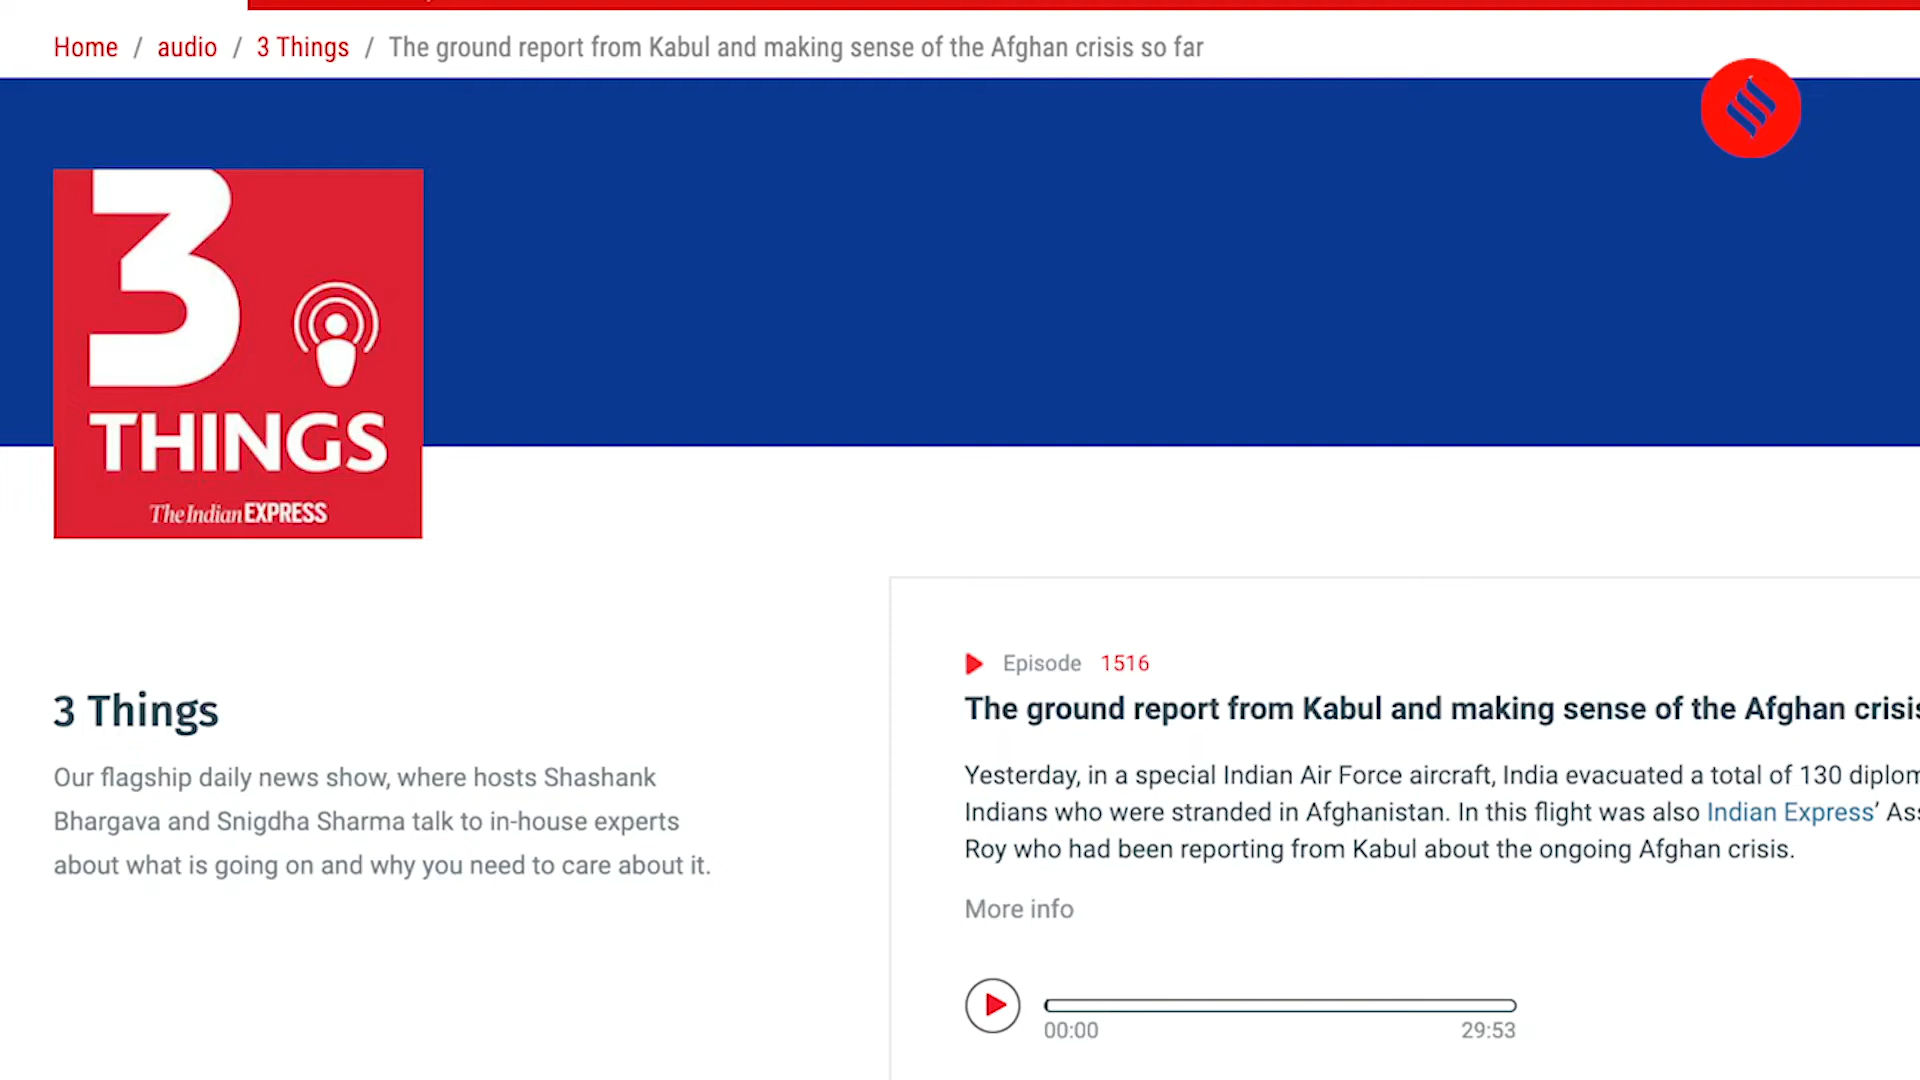 Home / audio / 3 Things / The ground report from Kabul and making sense of the Afghan crisis so far
3
THINGS
The Indian EXPRESS
3 Things
Our flagship daily news show, where hosts Shashank
Bhargava and Snigdha Sharma talk to in-house experts
about what is going on and why you need to care about it.
Episode 1516
The ground report from Kabul and making sense of the Afghan crisis
Yesterday, in a special Indian Air Force aircraft, India evacuated a total of 130 diplom
Indians who were stranded in Afghanistan. In this flight was also Indian Express’ Ass
Roy who had been reporting from Kabul about the ongoing Afghan crisis.
More info
00:00 29:53